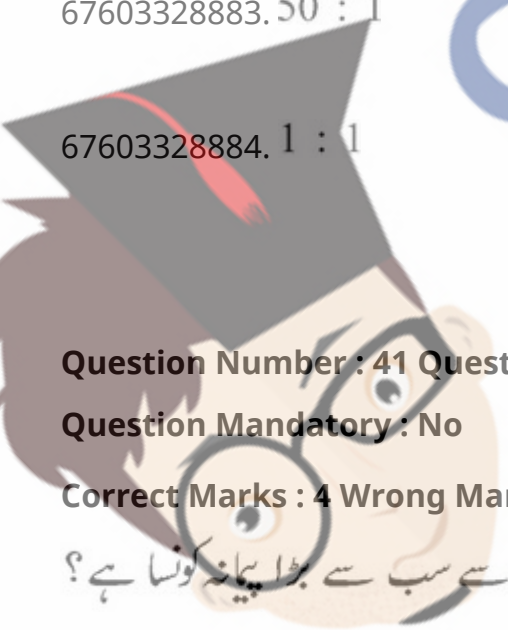 67603328883. 50 : 1
67603328884. 1 : 1
Question Number : 41 Quest
Question Mandatory : No
Correct Marks : 4 Wrong Mar
سے سب سے بڑا پیمانہ کونسا ہے؟